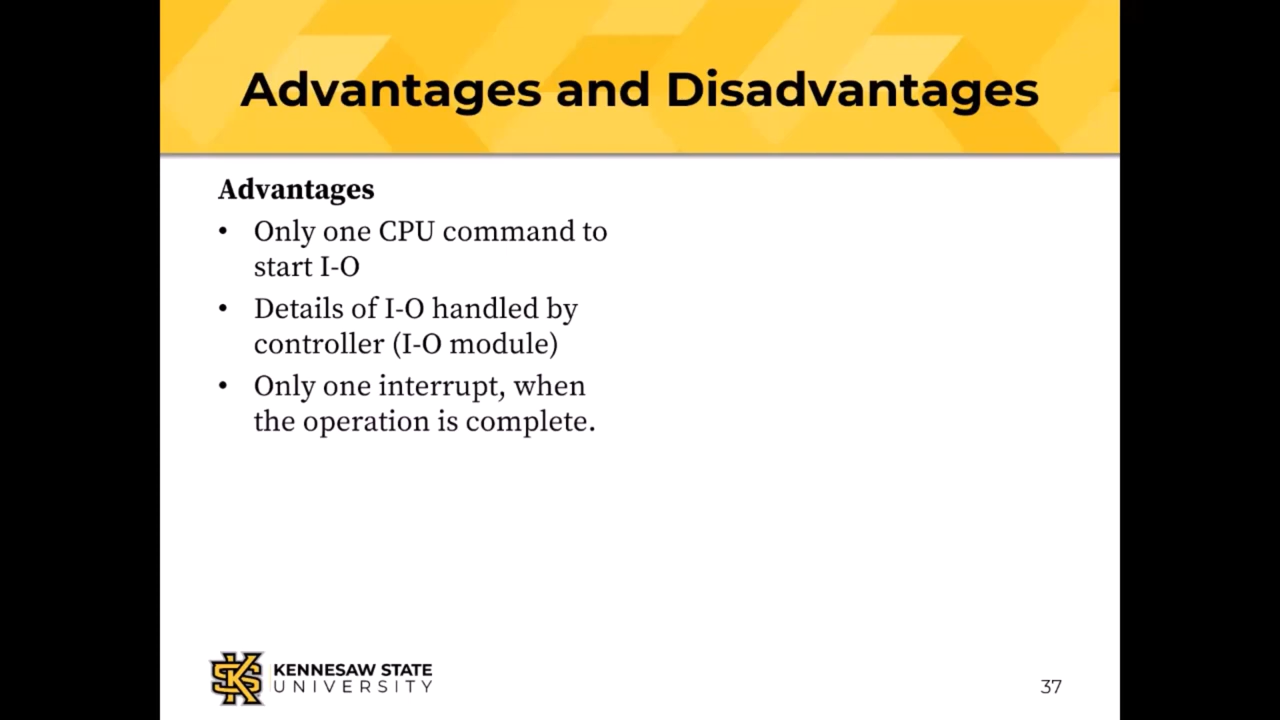 Advantages and Disadvantages
Advantages
• Only one CPU command to
start I-O
• Details of I-O handled by
controller (I-O module)
• Only one interrupt, when
the operation is complete.
KENNESAW STATE
UNIVERSITY
37